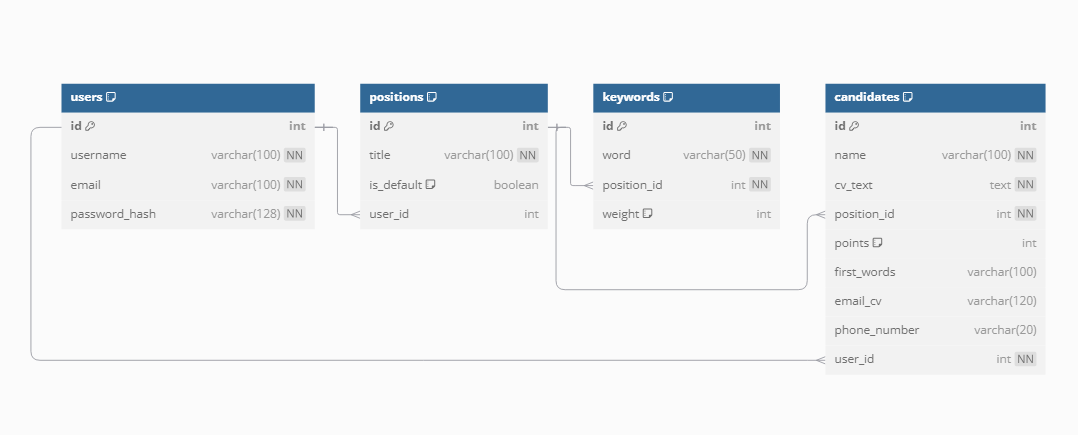 users
id int
username varchar(100) NN
email varchar(100) NN
password_hash varchar(128) NN
positions
id int
title varchar(100) NN
is_default boolean
user_id int
keywords
id int
word varchar(50) NN
position_id int NN
weight int
candidates
id int
name varchar(100) NN
cv_text text NN
position_id int NN
points int
first_words varchar(100)
email_cv varchar(120)
phone_number varchar(20)
user_id int NN